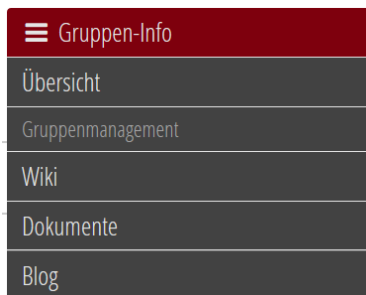 Gruppen-Info
Übersicht
Gruppenmanagement
Wiki
Dokumente
Blog